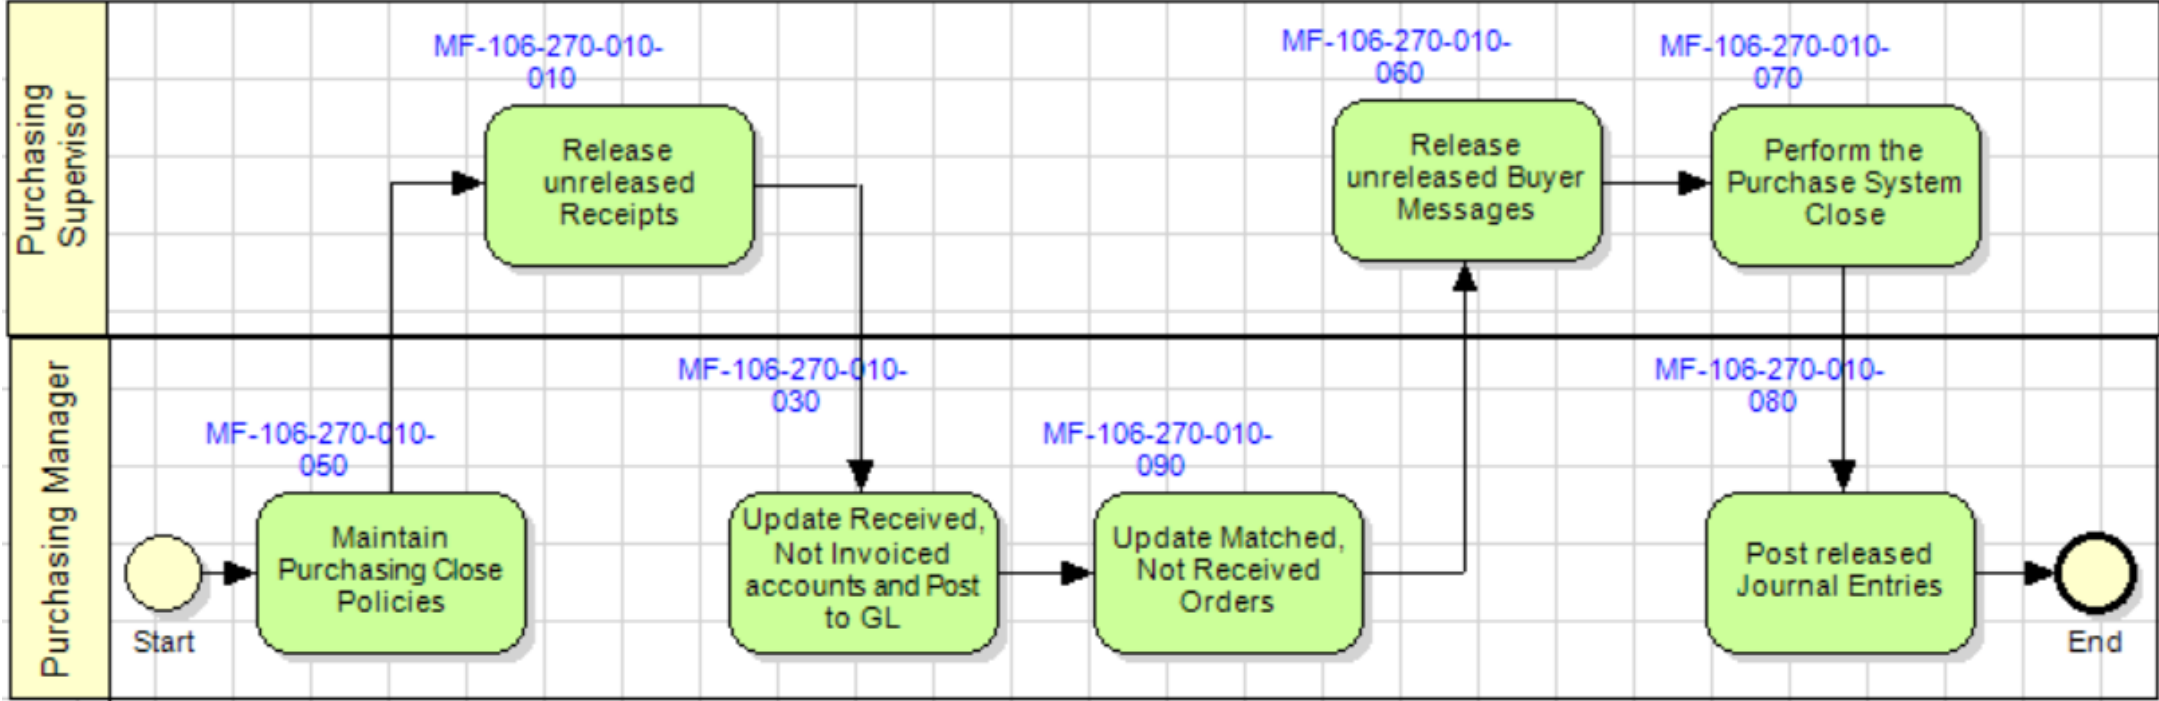 Purchasing
Supervisor
MF-106-270-010-
010
Release
unreleased
Receipts
MF-106-270-010-
060
Release
unreleased Buyer
Messages
MF-106-270-010-
070
Perform the
Purchase System
Close
Purchasing Manager
Start
MF-106-270-010-
050
Maintain
Purchasing Close
Policies
MF-106-270-010-
030
Update Received,
Not Invoiced
accounts and Post
to GL
MF-106-270-010-
090
Update Matched,
Not Received
Orders
MF-106-270-010-
080
Post released
Journal Entries
End